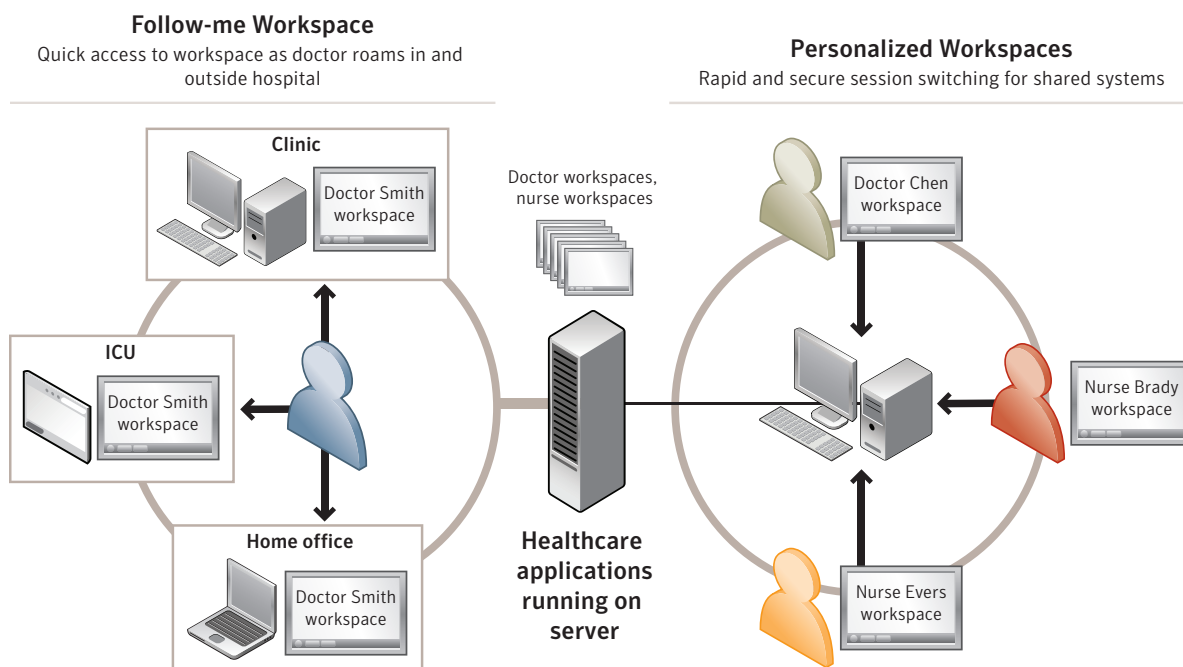 Follow-me Workspace
Quick access to workspace as doctor roams in and
outside hospital
Clinic
Doctor Smith
workspace
ICU
Doctor Smith
workspace
Home office
Doctor Smith
workspace
Doctor workspaces,
nurse workspaces
Healthcare
applications
running on
server
Personalized Workspaces
Rapid and secure session switching for shared systems
Doctor Chen
workspace
Nurse Brady
workspace
Nurse Evers
workspace